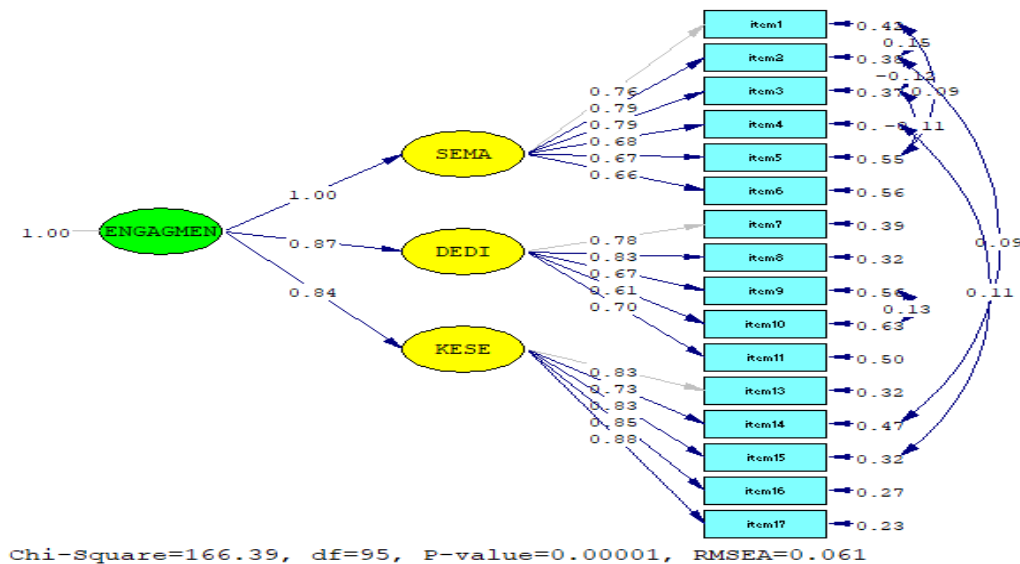 item1 0.42
0.15
item2 0.38
-0.12
0.76 item3 0.37 0.09
0.79
0.79 item4
0.68
SEMA 0.67 item5 0.55
0.66
1.00 item6 0.56
1.00 ENGAGMEN 0.78 item7 0.39
0.87 0.83 0.09
DEDI 0.67 item8 0.32
0.84 0.61 item9 0.56 0.11
0.70 0.13
item10 0.63
KESE item11 0.50
0.83
0.73 item13 0.32
0.83
0.85 item14 0.47
0.88
item15 0.32
item16 0.27
item17 0.23
Chi-Square=166.39, df=95, P-value=0.00001, RMSEA=0.061